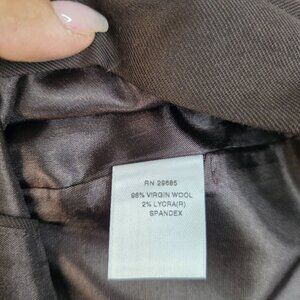 RN 29685
98% VIRGIN WOOL
2% LYCRA(R)
SPANDEX